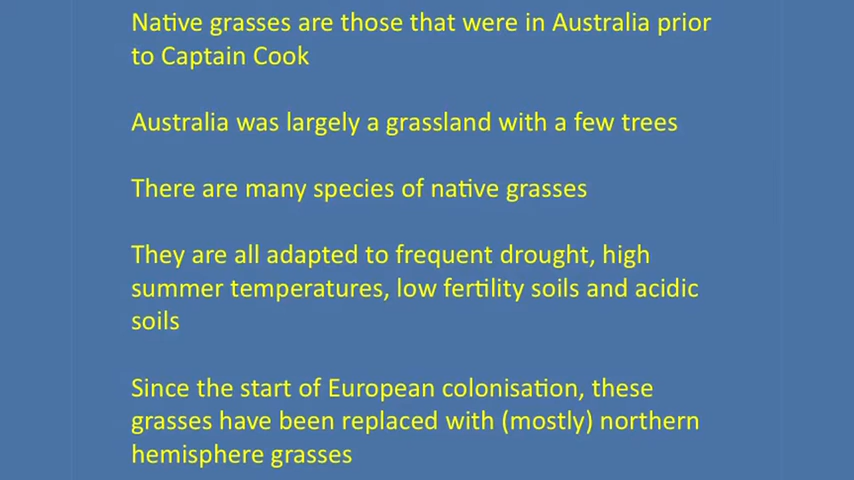 Native grasses are those that were in Australia prior
to Captain Cook
Australia was largely a grassland with a few trees
There are many species of native grasses
They are all adapted to frequent drought, high
summer temperatures, low fertility soils and acidic
soils
Since the start of European colonisation, these
grasses have been replaced with (mostly) northern
hemisphere grasses